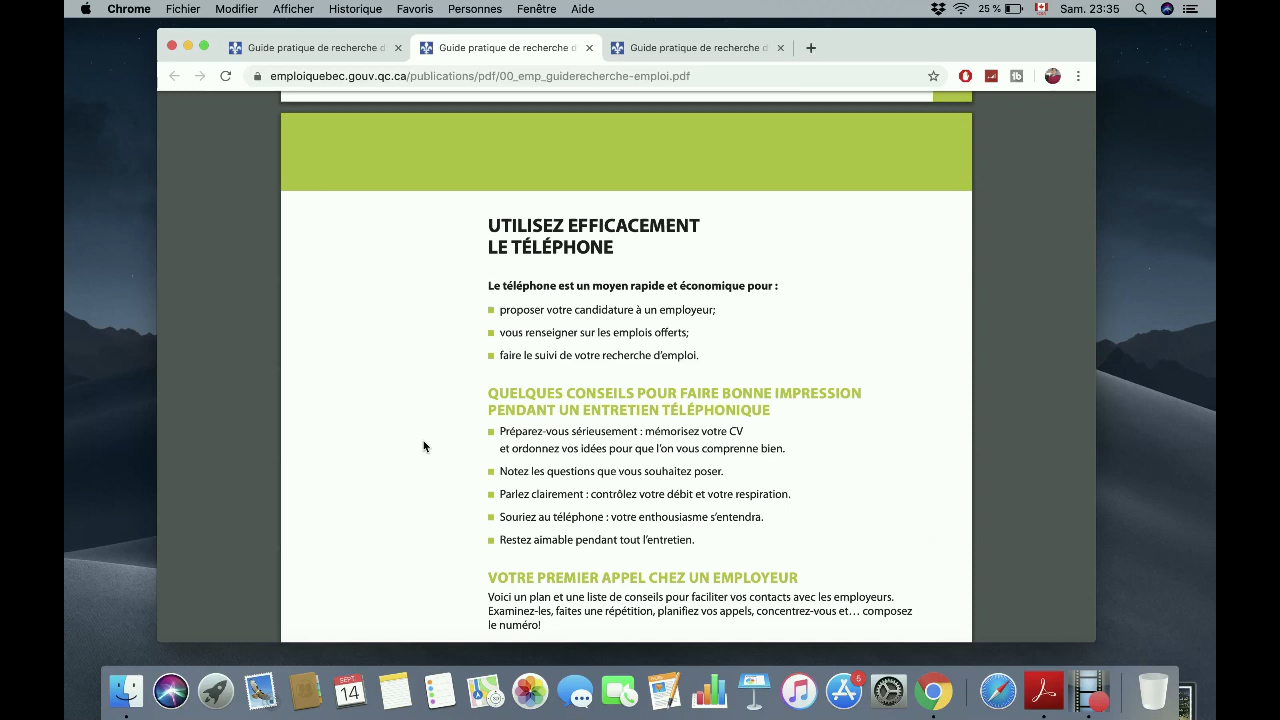 Chrome Fichier Modifier Afficher Historique Favoris Personnes Fenêtre Aide 25 % Sam. 23:35
Guide pratique de recherche d Guide pratique de recherche d Guide pratique de recherche d
emploiquebec.gouv.qc.ca/publications/pdf/00_emp_guiderecherche-emploi.pdf
UTILISEZ EFFICACEMENT
LE TÉLÉPHONE
Le téléphone est un moyen rapide et économique pour :
proposer votre candidature à un employeur;
vous renseigner sur les emplois offerts;
faire le suivi de votre recherche d'emploi.
QUELQUES CONSEILS POUR FAIRE BONNE IMPRESSION
PENDANT UN ENTRETIEN TÉLÉPHONIQUE
Préparez-vous sérieusement : mémorisez votre CV
et ordonnez vos idées pour que l'on vous comprenne bien.
Notez les questions que vous souhaitez poser.
Parlez clairement : contrôlez votre débit et votre respiration.
Souriez au téléphone : votre enthousiasme s'entendra.
Restez aimable pendant tout l'entretien.
VOTRE PREMIER APPEL CHEZ UN EMPLOYEUR
Voici un plan et une liste de conseils pour faciliter vos contacts avec les employeurs.
Examinez-les, faites une répétition, planifiez vos appels, concentrez-vous et… composez
le numéro!
SEPT.
14
5